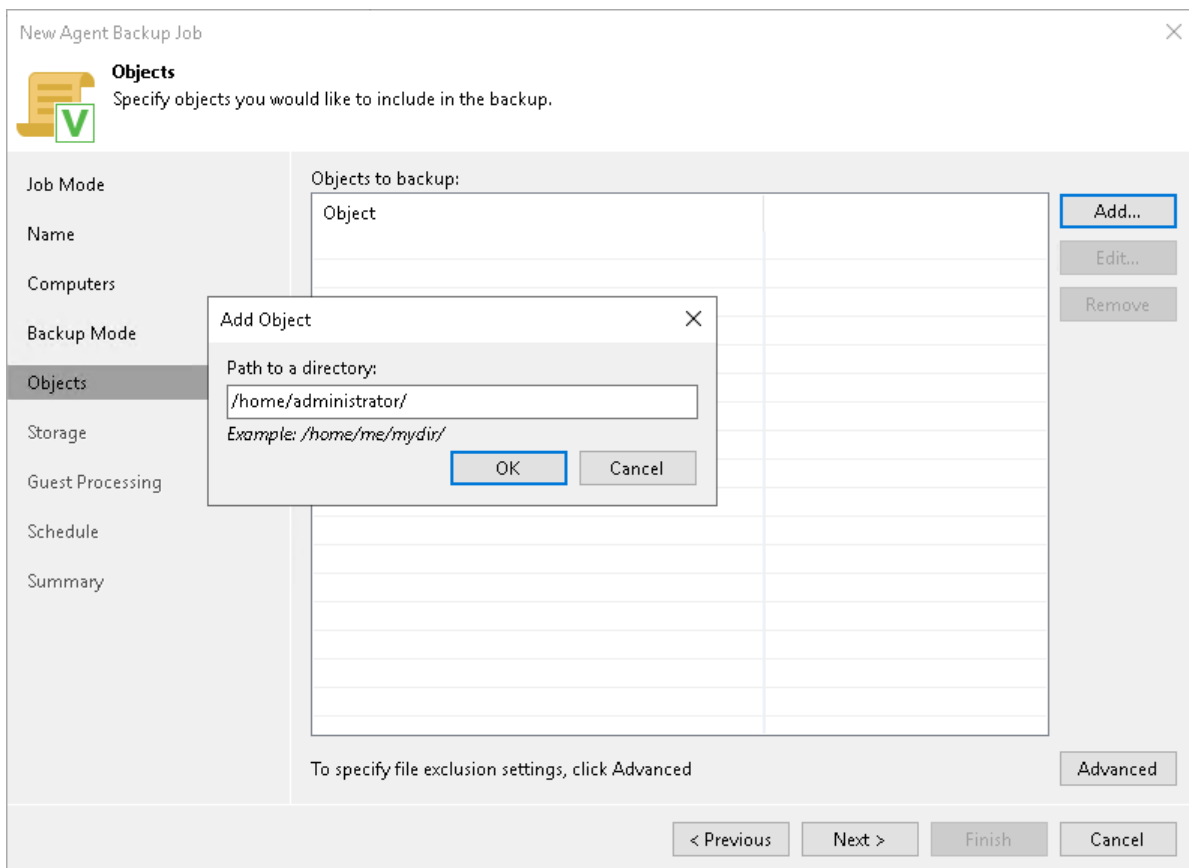 New Agent Backup Job
Objects
Specify objects you would like to include in the backup.
V
Job Mode
Name
Computers
Backup Mode
Objects
Storage
Guest Processing
Schedule
Summary
Objects to backup:
Object
Add...
Edit...
Remove
Add Object
Path to a directory:
/home/administrator/
Example: /home/me/mydir/
OK Cancel
To specify file exclusion settings, click Advanced
Advanced
< Previous Next > Finish Cancel